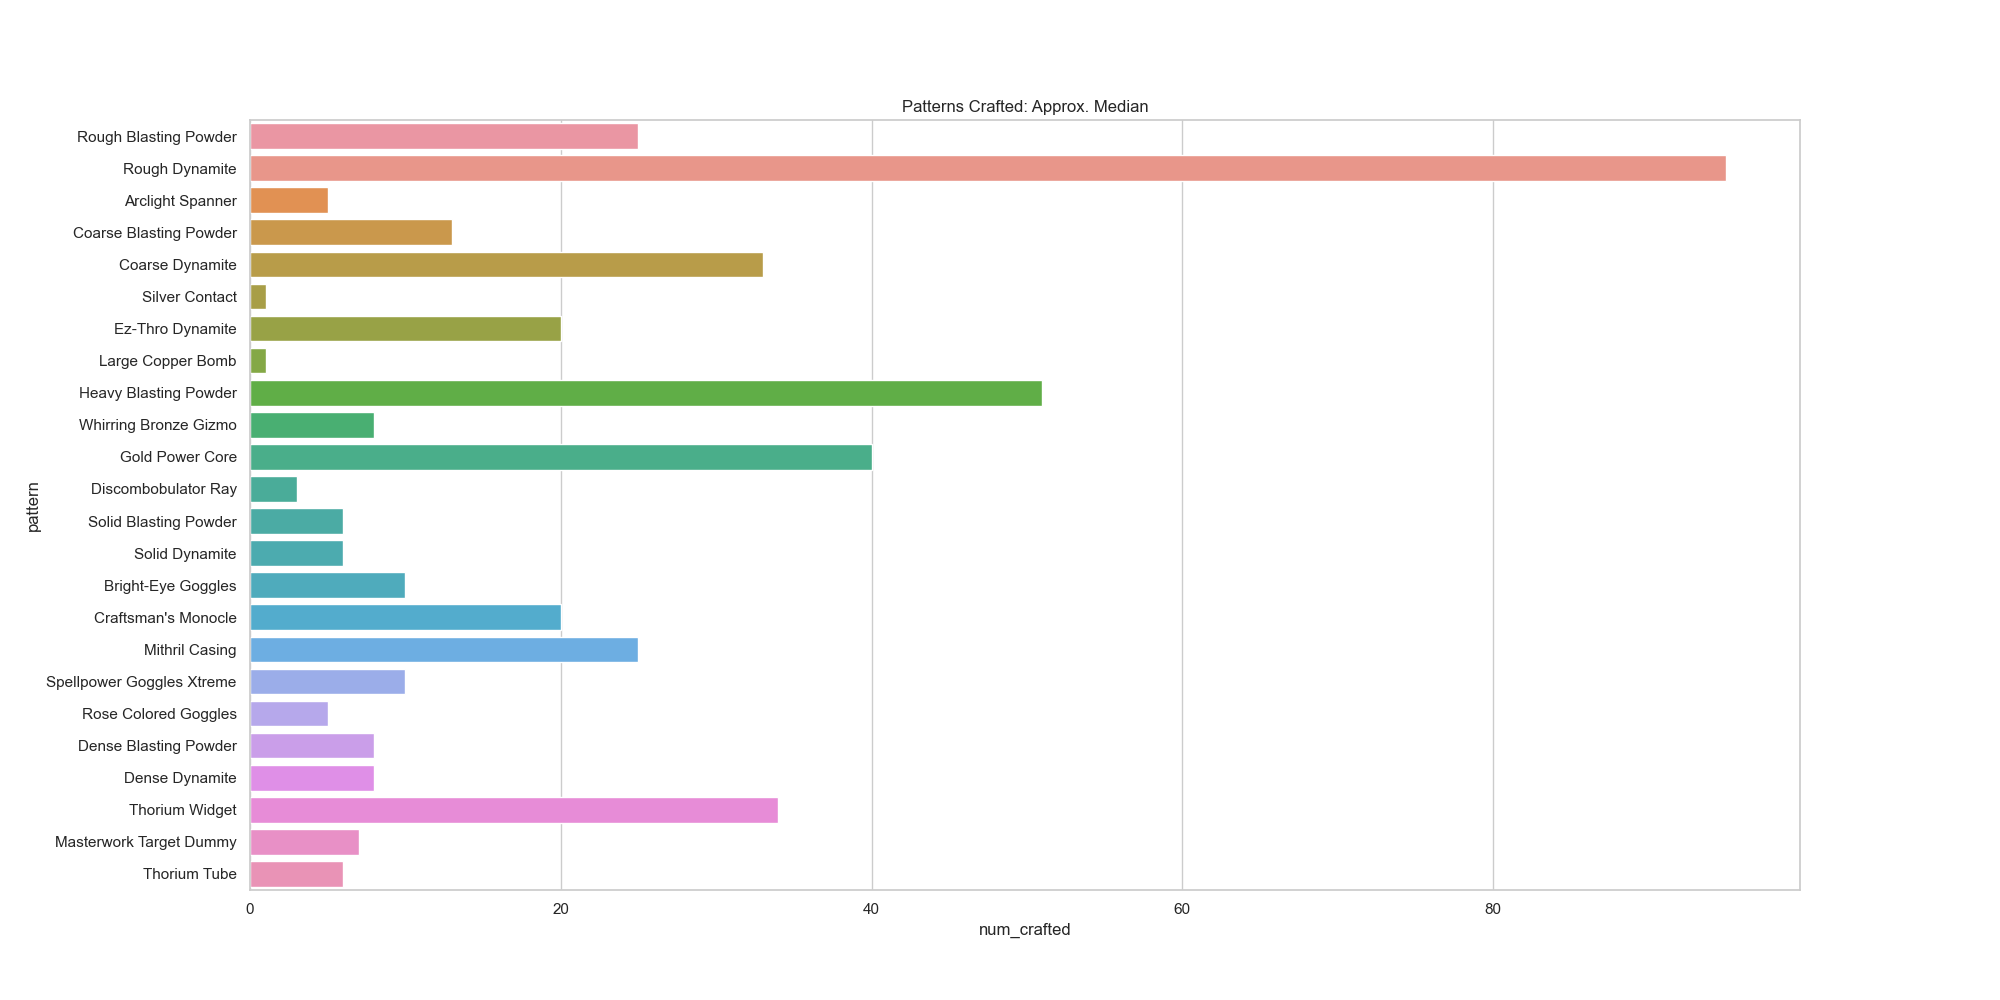 Patterns Crafted: Approx. Median
Rough Blasting Powder
Rough Dynamite
Arclight Spanner
Coarse Blasting Powder
Coarse Dynamite
Silver Contact
Ez-Thro Dynamite
Large Copper Bomb
Heavy Blasting Powder
Whirring Bronze Gizmo
Gold Power Core
Discombobulator Ray
Solid Blasting Powder
Solid Dynamite
Bright-Eye Goggles
Craftsman's Monocle
Mithril Casing
Spellpower Goggles Xtreme
Rose Colored Goggles
Dense Blasting Powder
Dense Dynamite
Thorium Widget
Masterwork Target Dummy
Thorium Tube
pattern
0 20 40 60 80
num_crafted